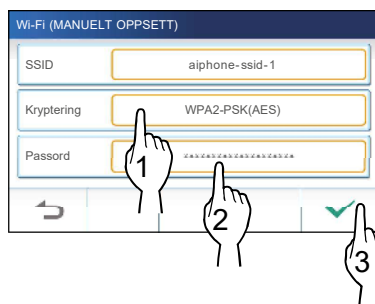 Wi-Fi (MANUELT OPPSETT)
SSID
aiphone-ssid-1
Kryptering
WPA2-PSK(AES)
Passord
1
2
3